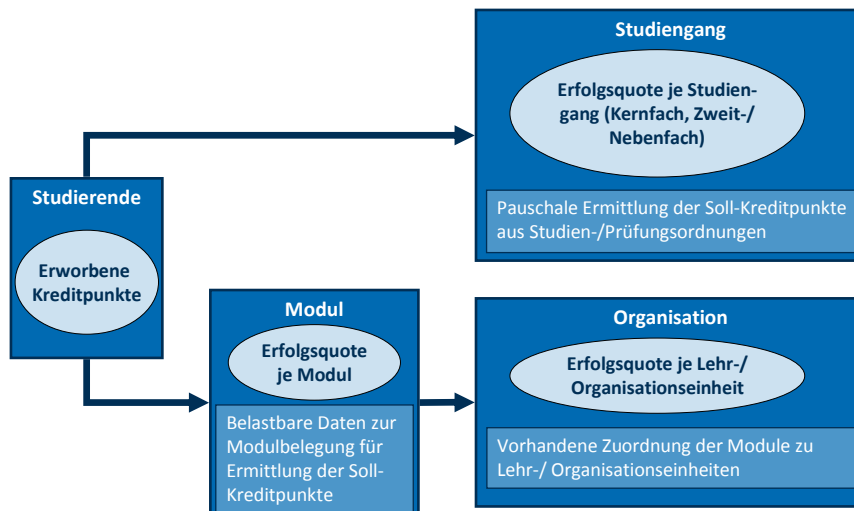 Studiengang
Erfolgsquote je Studien-
gang (Kernfach, Zweit-/
Nebenfach)
Pauschale Ermittlung der Soll-Kreditpunkte
aus Studien-/Prüfungsordnungen
Studierende
Erworbene
Kreditpunkte
Modul
Erfolgsquote
je Modul
Belastbare Daten zur
Modulbelegung für
Ermittlung der Soll-
Kreditpunkte
Organisation
Erfolgsquote je Lehr-/
Organisationseinheit
Vorhandene Zuordnung der Module zu
Lehr-/ Organisationseinheiten